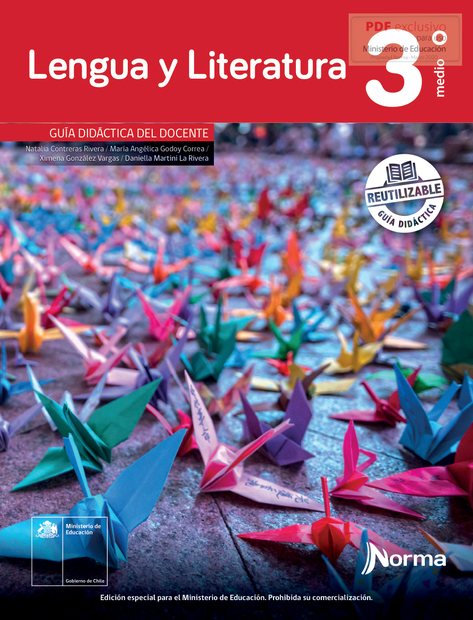 PDF exclusivo
para uso
Ministerio de Educación
Lengua y Literatura
3°
medio
GUÍA DIDÁCTICA DEL DOCENTE
Natalia Contreras Rivera / María Angélica Godoy Correa /
Ximena González Vargas / Daniella Martini La Rivera
REUTILIZABLE
GUÍA DIDÁCTICA
Ministerio de
Educación
Gobierno de Chile
Norma
Edición especial para el Ministerio de Educación. Prohibida su comercialización.